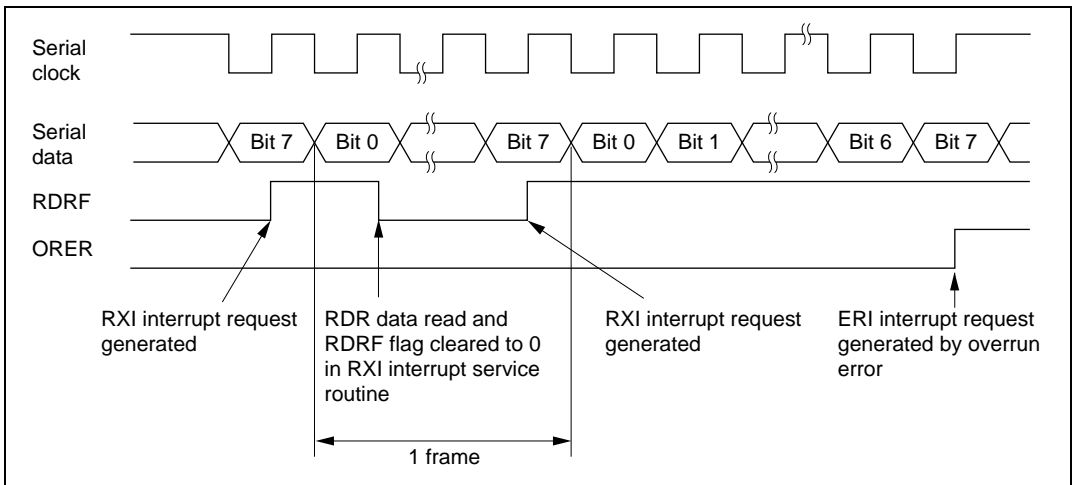 Serial
clock
Serial
data
Bit 7
Bit 0
Bit 7
Bit 0
Bit 1
Bit 6
Bit 7
RDRF
ORER
RXI interrupt request
generated
RDR data read and
RDRF flag cleared to 0
in RXI interrupt service
routine
RXI interrupt request
generated
ERI interrupt request
generated by overrun
error
1 frame